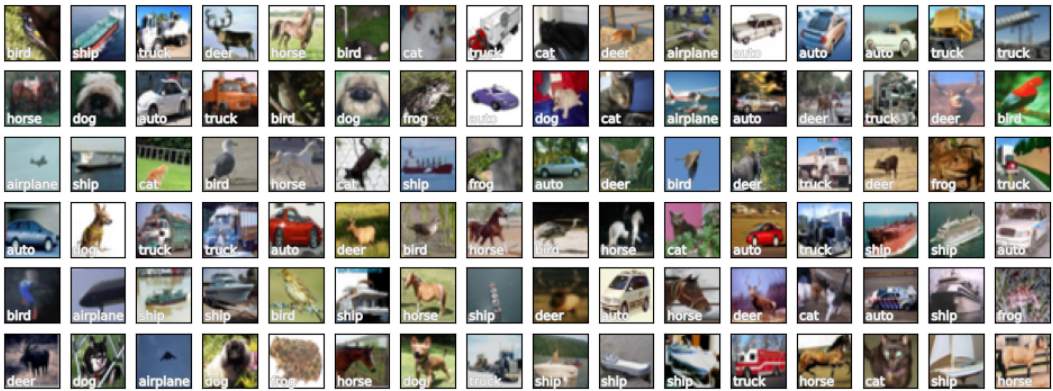 bird ship truck deer horse bird cat truck cat deer airplane auto auto auto truck truck
horse dog auto truck bird dog frog auto dog cat airplane auto deer truck deer bird
airplane ship cat bird horse cat ship frog auto deer bird deer truck deer frog truck
auto dog truck truck auto deer bird horse bird horse cat auto truck ship ship auto
bird airplane ship ship bird ship horse ship deer auto horse deer cat auto ship frog
deer dog airplane dog frog horse dog truck ship ship ship truck horse cat ship horse